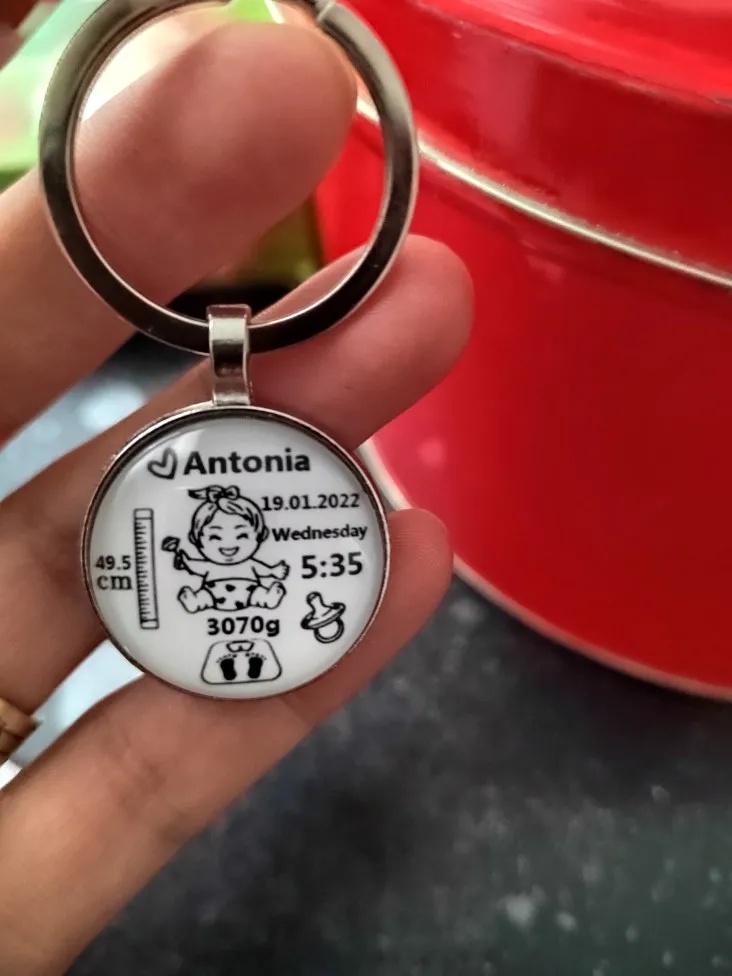 Antonia
19.01.2022
Wednesday
5:35
49.5
cm
3070g